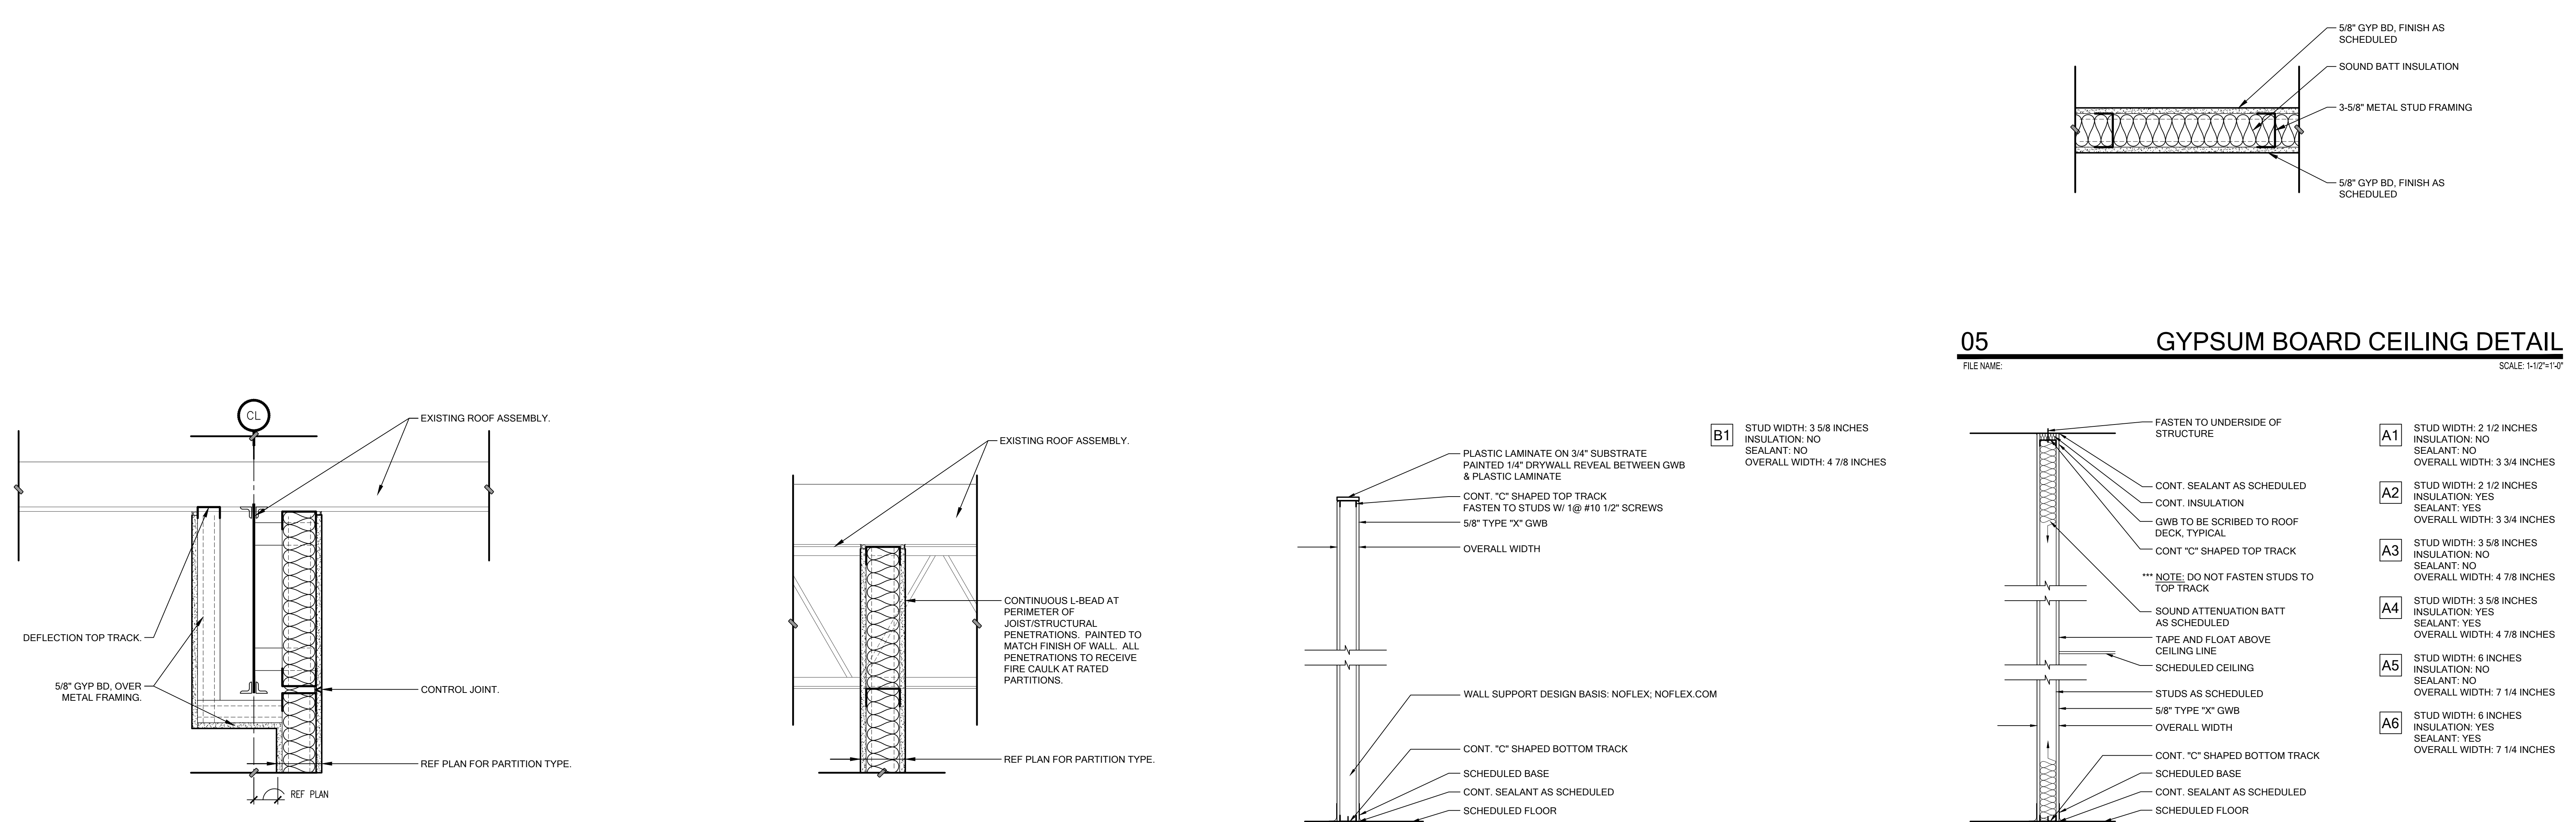 5/8" GYP BD, FINISH AS
SCHEDULED
SOUND BATT INSULATION
3-5/8" METAL STUD FRAMING
5/8" GYP BD, FINISH AS
SCHEDULED
05
GYPSUM BOARD CEILING DETAIL
FILE NAME:
SCALE: 1-1/2"=1'-0"
CL
EXISTING ROOF ASSEMBLY.
DEFLECTION TOP TRACK.
5/8" GYP BD, OVER
METAL FRAMING.
CONTROL JOINT.
REF PLAN FOR PARTITION TYPE.
REF PLAN
EXISTING ROOF ASSEMBLY.
CONTINUOUS L-BEAD AT
PERIMETER OF
JOIST/STRUCTURAL
PENETRATIONS. PAINTED TO
MATCH FINISH OF WALL. ALL
PENETRATIONS TO RECEIVE
FIRE CAULK AT RATED
PARTITIONS.
REF PLAN FOR PARTITION TYPE.
PLASTIC LAMINATE ON 3/4" SUBSTRATE
PAINTED 1/4" DRYWALL REVEAL BETWEEN GWB
& PLASTIC LAMINATE
CONT. "C" SHAPED TOP TRACK
FASTEN TO STUDS W/ 1@ #10 1/2" SCREWS
5/8" TYPE "X" GWB
OVERALL WIDTH
WALL SUPPORT DESIGN BASIS: NOFLEX; NOFLEX.COM
CONT. "C" SHAPED BOTTOM TRACK
SCHEDULED BASE
CONT. SEALANT AS SCHEDULED
SCHEDULED FLOOR
B1
STUD WIDTH: 3 5/8 INCHES
INSULATION: NO
SEALANT: NO
OVERALL WIDTH: 4 7/8 INCHES
FASTEN TO UNDERSIDE OF
STRUCTURE
CONT. SEALANT AS SCHEDULED
CONT. INSULATION
GWB TO BE SCRIBED TO ROOF
DECK, TYPICAL
CONT "C" SHAPED TOP TRACK
*** NOTE: DO NOT FASTEN STUDS TO
TOP TRACK
SOUND ATTENUATION BATT
AS SCHEDULED
TAPE AND FLOAT ABOVE
CEILING LINE
SCHEDULED CEILING
STUDS AS SCHEDULED
5/8" TYPE "X" GWB
OVERALL WIDTH
CONT. "C" SHAPED BOTTOM TRACK
SCHEDULED BASE
CONT. SEALANT AS SCHEDULED
SCHEDULED FLOOR
A1
STUD WIDTH: 2 1/2 INCHES
INSULATION: NO
SEALANT: NO
OVERALL WIDTH: 3 3/4 INCHES
A2
STUD WIDTH: 2 1/2 INCHES
INSULATION: YES
SEALANT: YES
OVERALL WIDTH: 3 3/4 INCHES
A3
STUD WIDTH: 3 5/8 INCHES
INSULATION: NO
SEALANT: NO
OVERALL WIDTH: 4 7/8 INCHES
A4
STUD WIDTH: 3 5/8 INCHES
INSULATION: YES
SEALANT: YES
OVERALL WIDTH: 4 7/8 INCHES
A5
STUD WIDTH: 6 INCHES
INSULATION: NO
SEALANT: NO
OVERALL WIDTH: 7 1/4 INCHES
A6
STUD WIDTH: 6 INCHES
INSULATION: YES
SEALANT: YES
OVERALL WIDTH: 7 1/4 INCHES